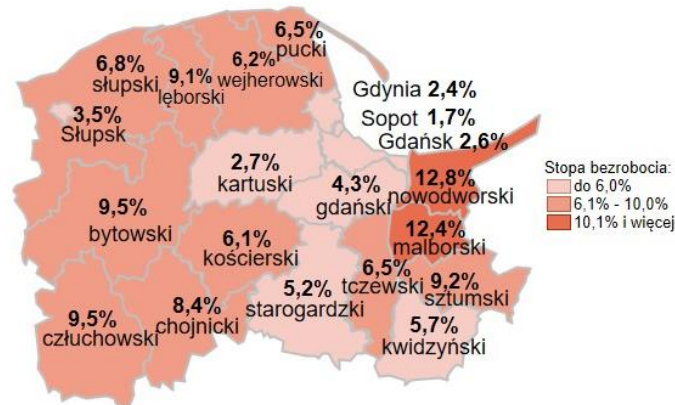 6,5%
pucki
6,8%
słupski
9,1%
lęborski
6,2%
wejherowski
3,5%
Słupsk
Gdynia 2,4%
Sopot 1,7%
Gdańsk 2,6%
2,7%
kartuski
4,3%
gdański
12,8%
nowodworski
9,5%
bytowski
6,1%
kościerski
12,4%
malborski
6,5%
tczewski
9,2%
sztumski
9,5%
człuchowski
8,4%
chojnicki
5,2%
starogardzki
5,7%
kwidzyński
Stopa bezrobocia:
do 6,0%
6,1% - 10,0%
10,1% i więcej